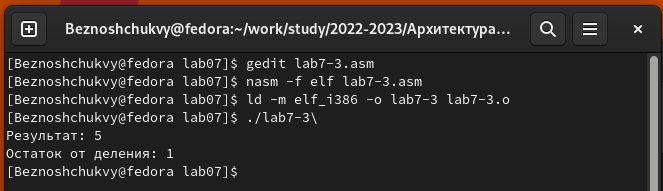 Beznoshchukvy@fedora:~/work/study/2022-2023/Архитектура...
[Beznoshchukvy@fedora lab07]$ gedit lab7-3.asm
[Beznoshchukvy@fedora lab07]$ nasm -f elf lab7-3.asm
[Beznoshchukvy@fedora lab07]$ ld -m elf_i386 -o lab7-3 lab7-3.o
[Beznoshchukvy@fedora lab07]$ ./lab7-3\
Результат: 5
Остаток от деления: 1
[Beznoshchukvy@fedora lab07]$